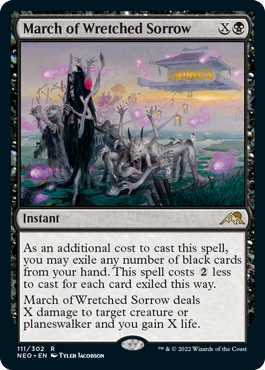 March of Wretched Sorrow X
Instant
As an additional cost to cast this spell,
you may exile any number of black cards
from your hand. This spell costs 2 less
to cast for each card exiled this way.
March of Wretched Sorrow deals
X damage to target creature or
planeswalker and you gain X life.
111/302 R
NEO • EN Tyler Jacobson ™ & © 2022 Wizards of the Coast